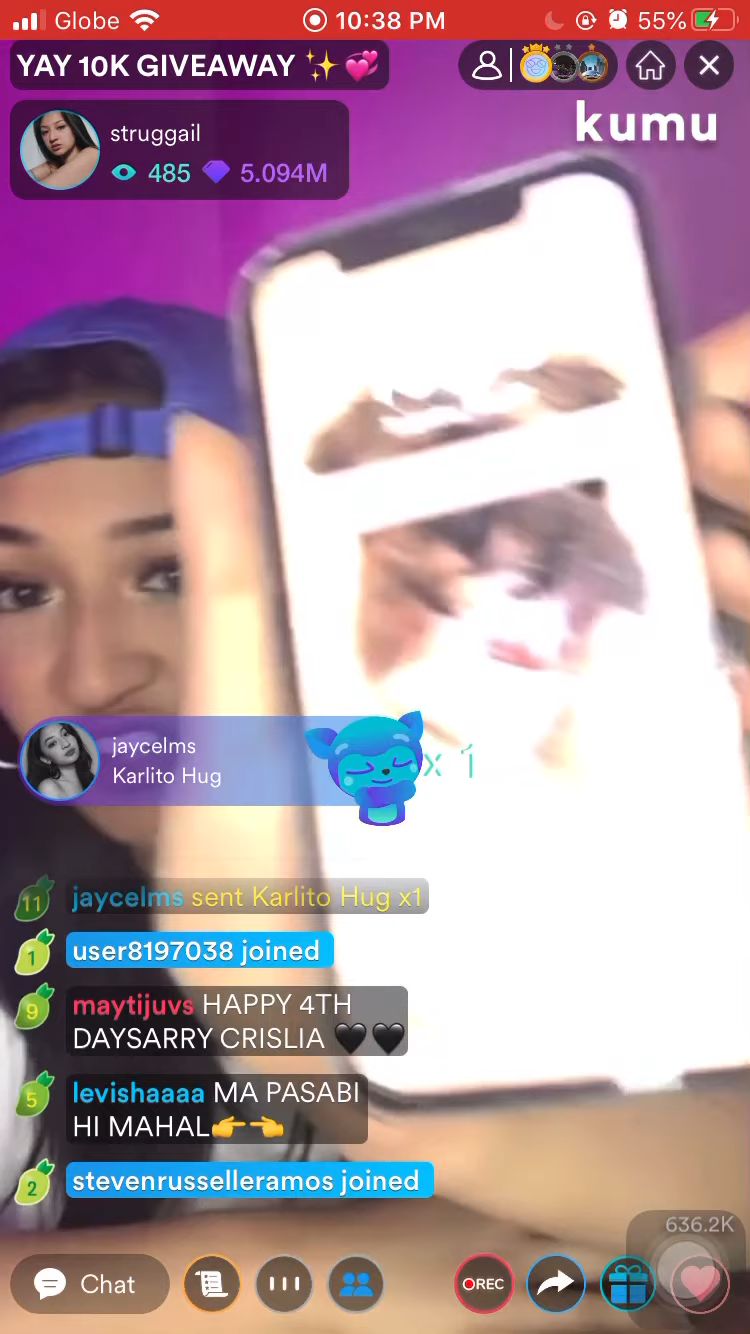 Globe 10:38 PM 55%
YAY 10K GIVEAWAY ✨💞
kumu
struggail
485 5.094M
jaycelms
Karlito Hug
x 1
11 jaycelms sent Karlito Hug x1
1 user8197038 joined
9 maytijuvs HAPPY 4TH
DAYSARRY CRISLIA 🖤🖤
5 levishaaaa MA PASABI
HI MAHAL👉👈
2 stevenrusselleramos joined
636.2K
Chat REC